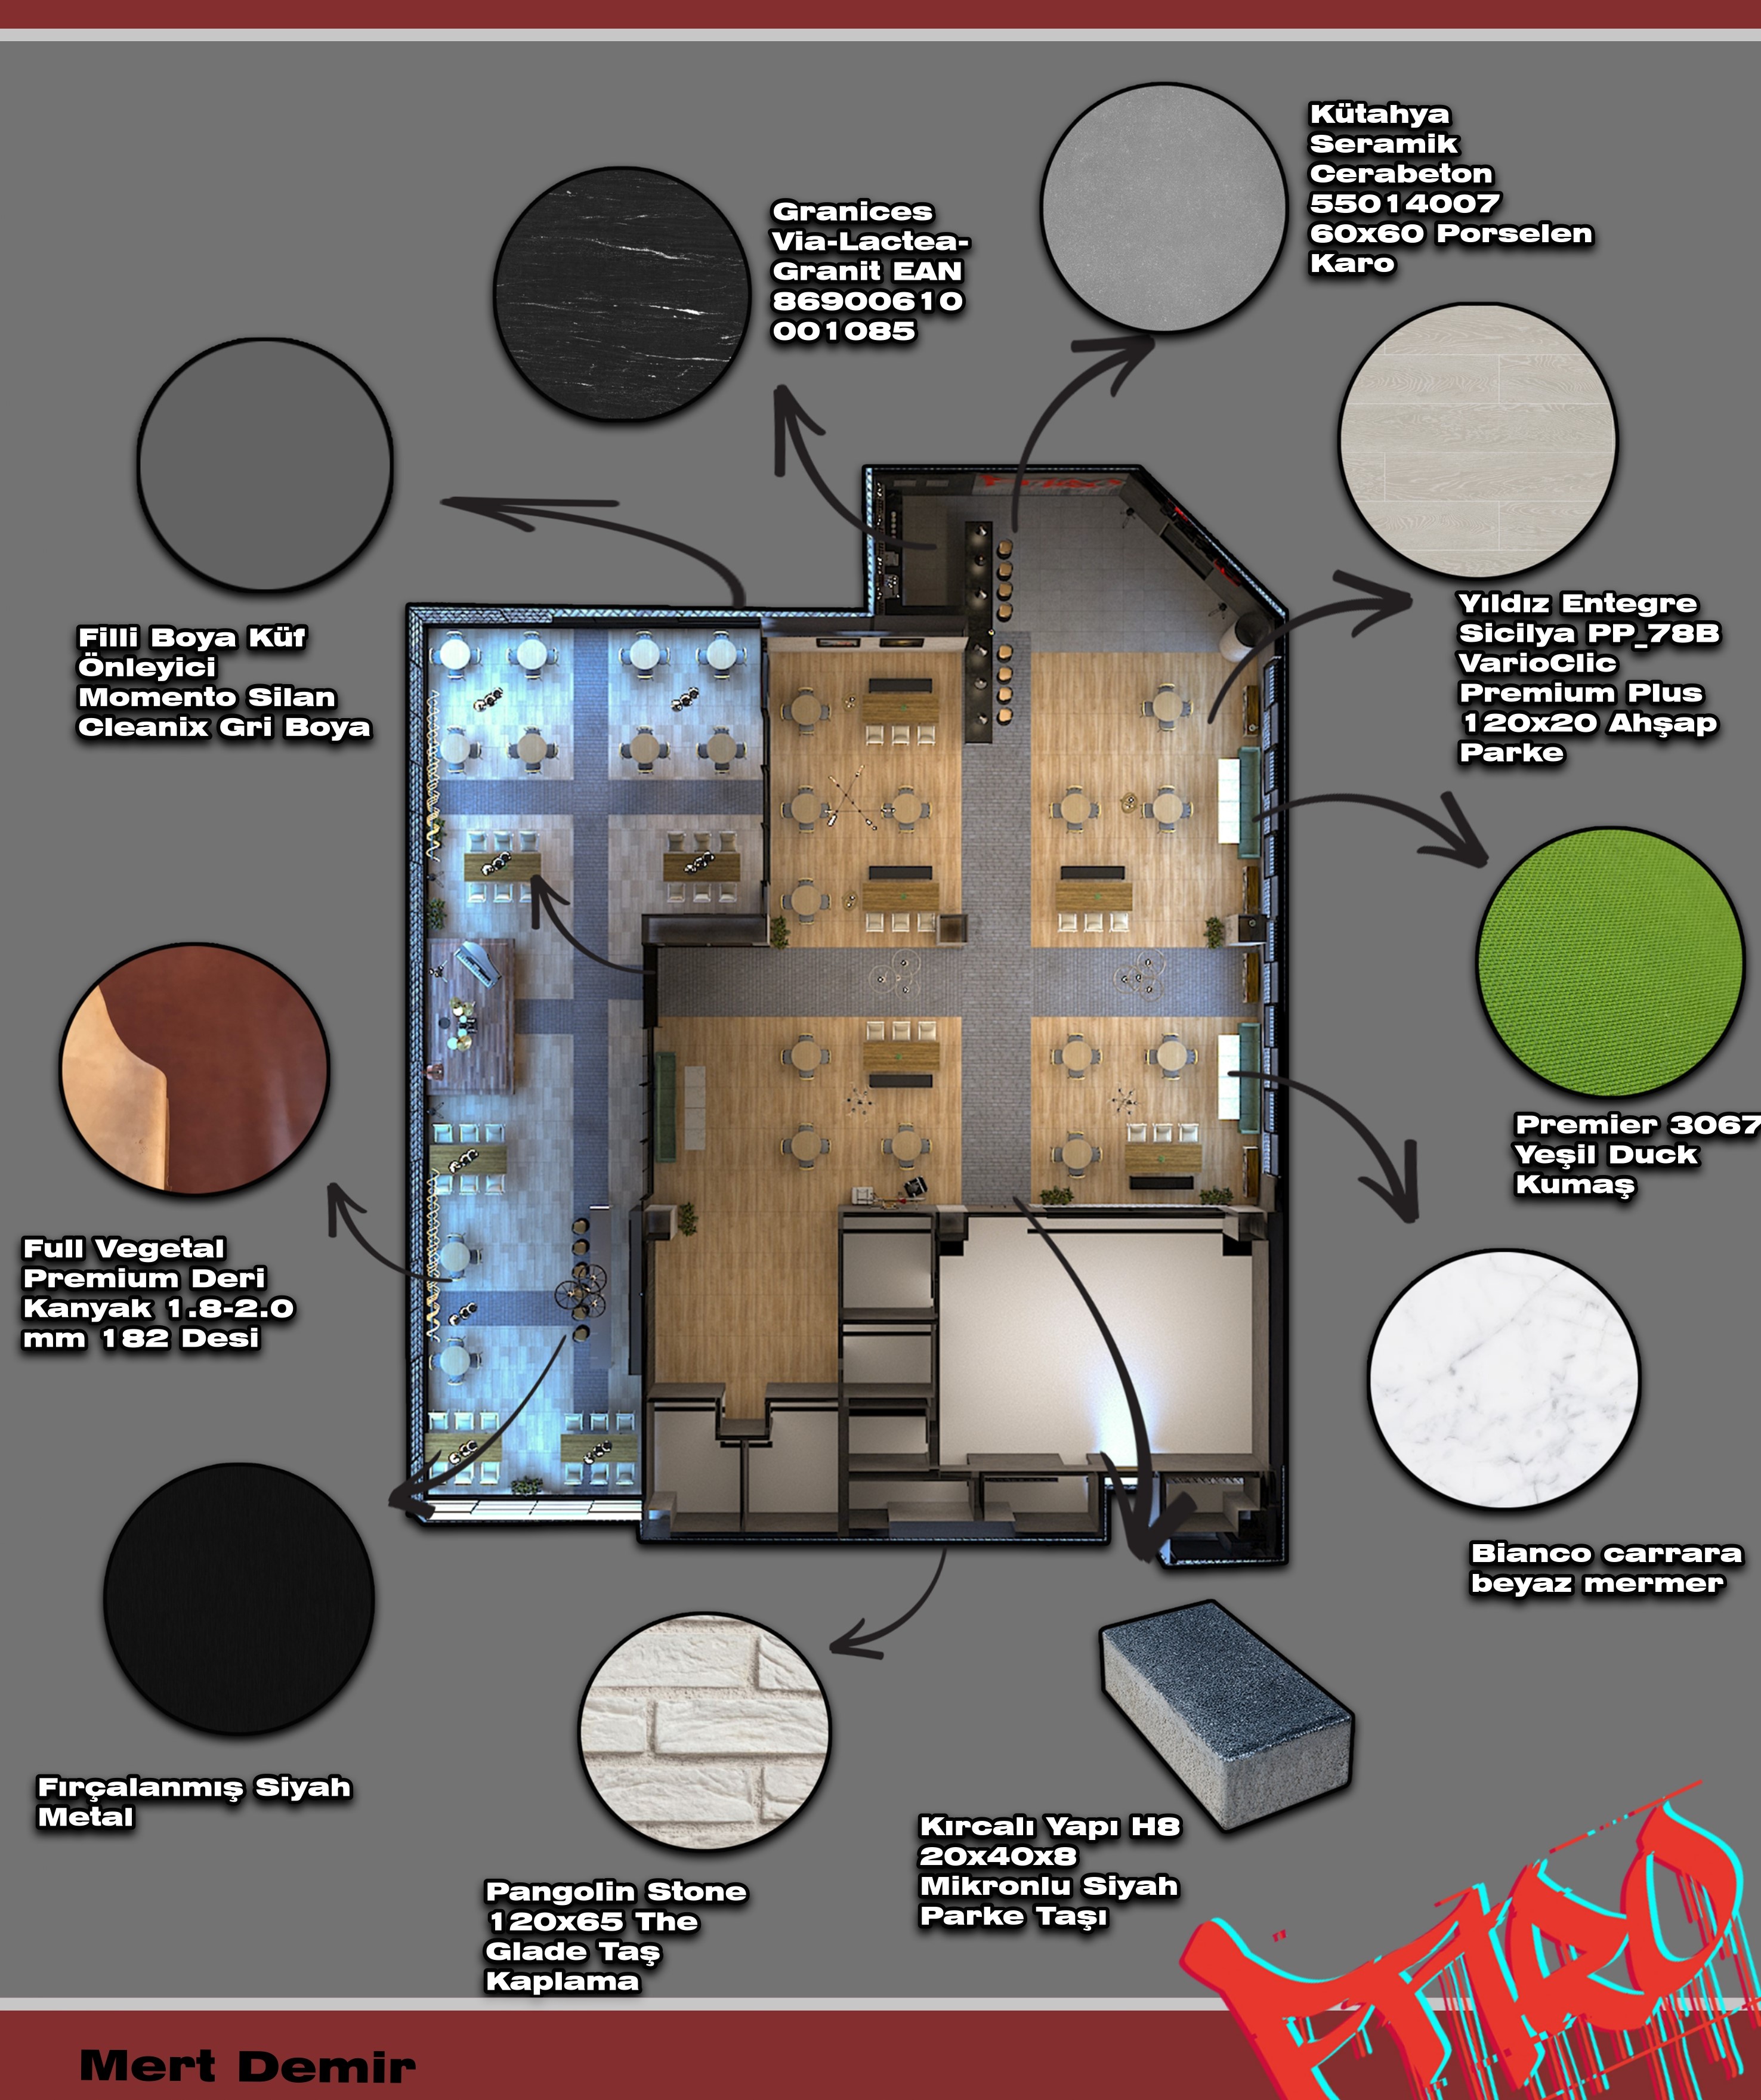 Kütahya
Seramik
Cerabeton
55014007
60x60 Porselen
Karo
Granices
Via-Lactea-
Granit EAN
86900610
001085
Yıldız Entegre
Sicilya PP_78B
VarioClic
Premium Plus
120x20 Ahşap
Parke
Filli Boya Küf
Önleyici
Momento Silan
Cleanix Gri Boya
Premier 3067
Yeşil Duck
Kumaş
Full Vegetal
Premium Deri
Kanyak 1.8-2.0
mm 182 Desi
Bianco carrara
beyaz mermer
Fırçalanmış Siyah
Metal
Kırcalı Yapı H8
20x40x8
Mikronlu Siyah
Parke Taşı
Pangolin Stone
120x65 The
Glade Taş
Kaplama
Mert Demir